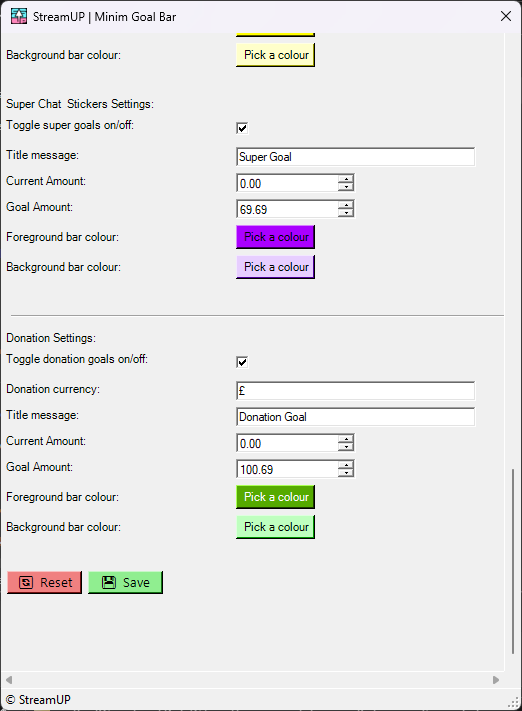 StreamUP | Minim Goal Bar
Background bar colour: Pick a colour
Super Chat  Stickers Settings:
Toggle super goals on/off:
Title message: Super Goal
Current Amount: 0.00
Goal Amount: 69.69
Foreground bar colour: Pick a colour
Background bar colour: Pick a colour
Donation Settings:
Toggle donation goals on/off:
Donation currency: £
Title message: Donation Goal
Current Amount: 0.00
Goal Amount: 100.69
Foreground bar colour: Pick a colour
Background bar colour: Pick a colour
Reset Save
© StreamUP